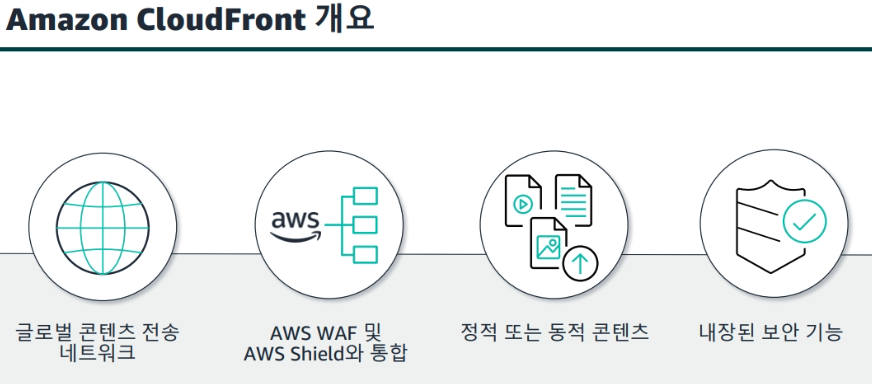 Amazon CloudFront 개요
aws
글로벌 콘텐츠 전송
네트워크
AWS WAF 및
AWS Shield와 통합
정적 또는 동적 콘텐츠
내장된 보안 기능